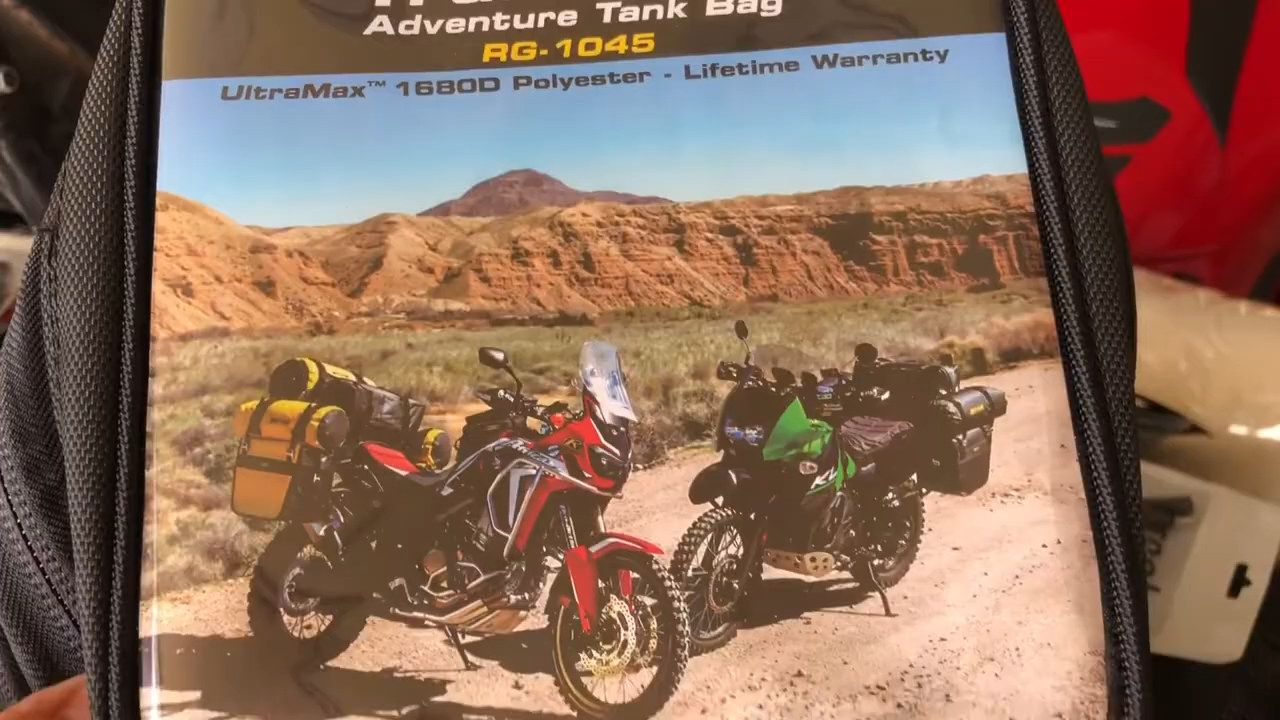 Adventure Tank Bag
RG-1045
UltraMax™ 1680D Polyester - Lifetime Warranty